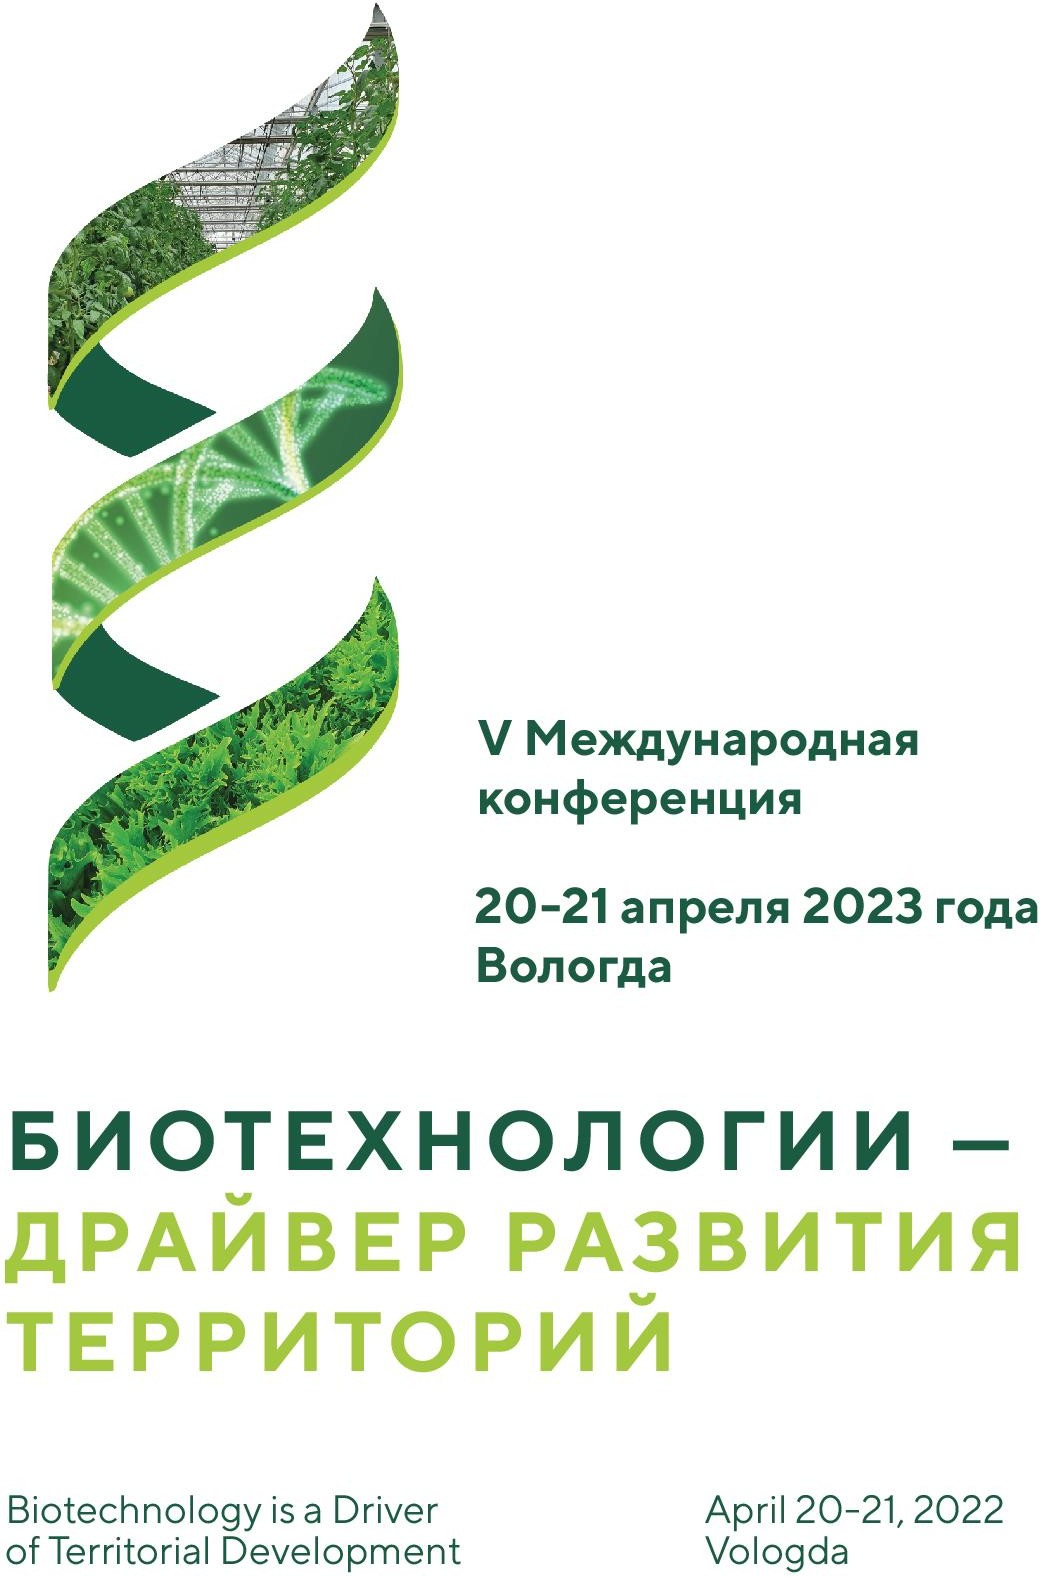 V Международная
конференция
20-21 апреля 2023 года
Вологда
БИОТЕХНОЛОГИИ —
ДРАЙВЕР РАЗВИТИЯ
ТЕРРИТОРИЙ
Biotechnology is a Driver
of Territorial Development
April 20-21, 2022
Vologda